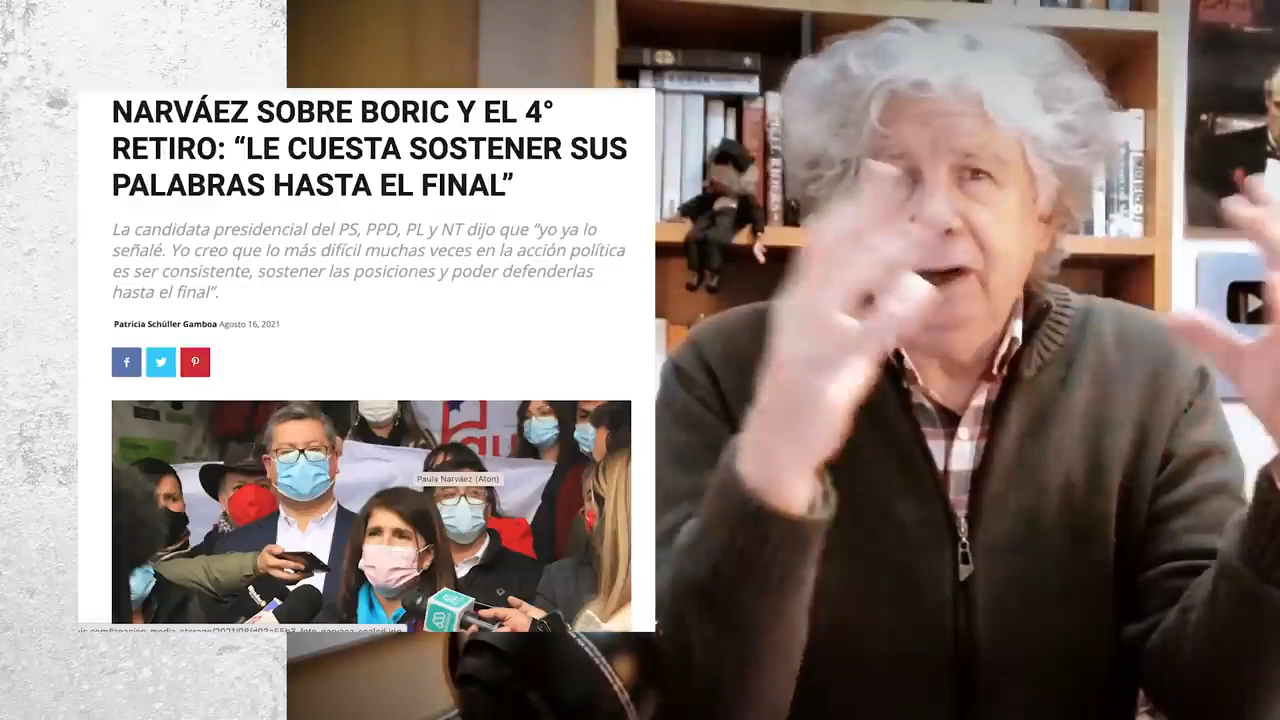 NARVÁEZ SOBRE BORIC Y EL 4°
RETIRO: “LE CUESTA SOSTENER SUS
PALABRAS HASTA EL FINAL”
La candidata presidencial del PS, PPD, PL y NT dijo que “yo ya lo
señalé. Yo creo que lo más difícil muchas veces en la acción política
es ser consistente, sostener las posiciones y poder defenderlas
hasta el final”.
Patricia Schüller Gamboa Agosto 16, 2021
Paula Narváez (Aton)